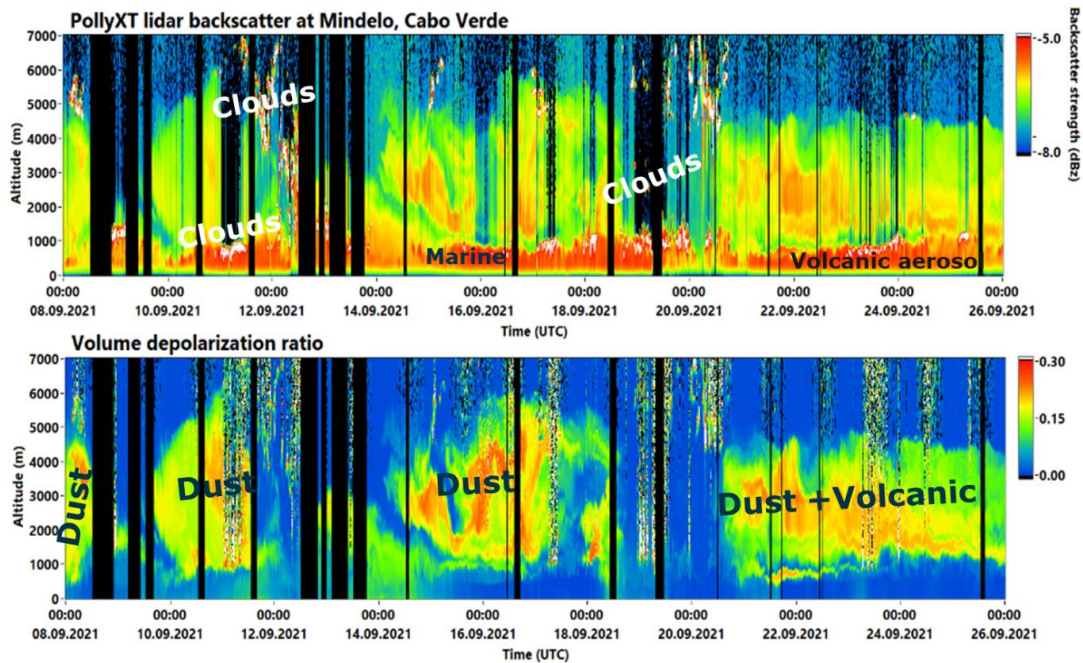 PollyXT lidar backscatter at Mindelo, Cabo Verde
Altitude (m)
7000
6000
5000
4000
3000
2000
1000
0
Clouds
Clouds
Clouds
Marine
Volcanic aeroso
00:00 00:00 00:00 00:00 00:00 00:00 00:00 00:00 00:00 00:00
08.09.2021 10.09.2021 12.09.2021 14.09.2021 16.09.2021 18.09.2021 20.09.2021 22.09.2021 24.09.2021 26.09.2021
Time (UTC)
Backscatter strength (dBz)
-5.0
-
-8.0
Volume depolarization ratio
Altitude (m)
7000
6000
5000
4000
3000
2000
1000
0
Dust
Dust
Dust
Dust +Volcanic
00:00 00:00 00:00 00:00 00:00 00:00 00:00 00:00 00:00 00:00
08.09.2021 10.09.2021 12.09.2021 14.09.2021 16.09.2021 18.09.2021 20.09.2021 22.09.2021 24.09.2021 26.09.2021
Time (UTC)
-0.30
0.15
-0.00